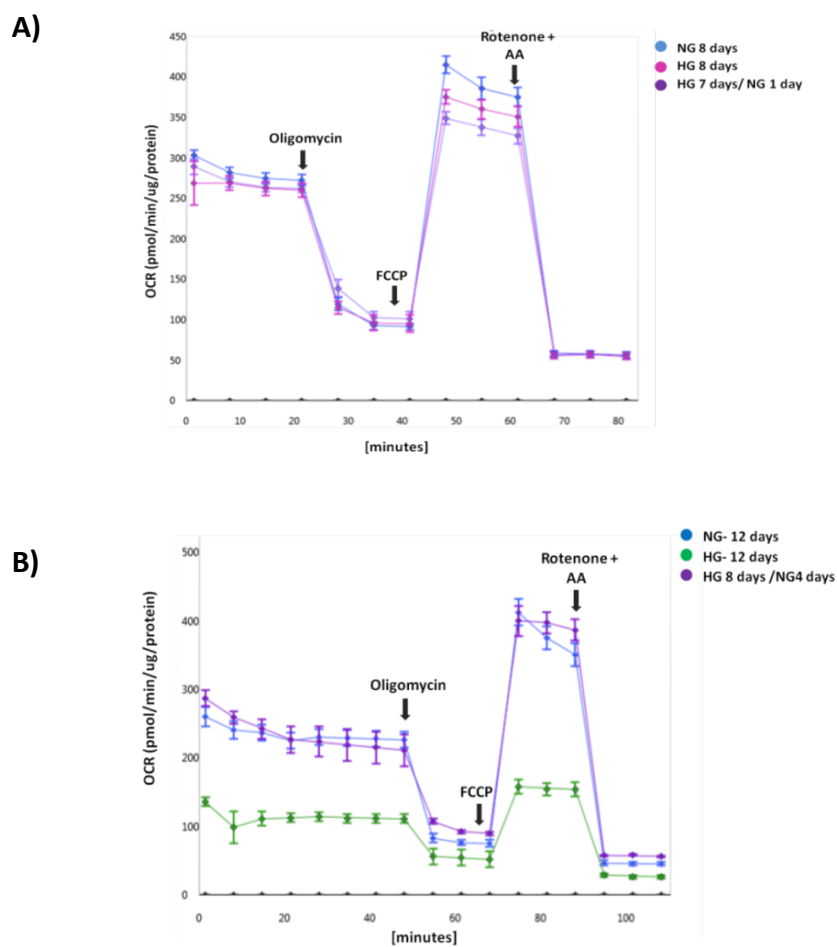 A)
450
400
350
300
250
200
150
100
50
0
OCR (pmol/min/ug/protein)
Oligomycin
FCCP
Rotenone +
AA
0 10 20 30 40 50 60 70 80
[minutes]
NG 8 days
HG 8 days
HG 7 days/ NG 1 day
B)
500
400
300
200
100
0
OCR (pmol/min/ug/protein)
Oligomycin
FCCP
Rotenone +
AA
0 20 40 60 80 100
[minutes]
NG- 12 days
HG- 12 days
HG 8 days /NG4 days